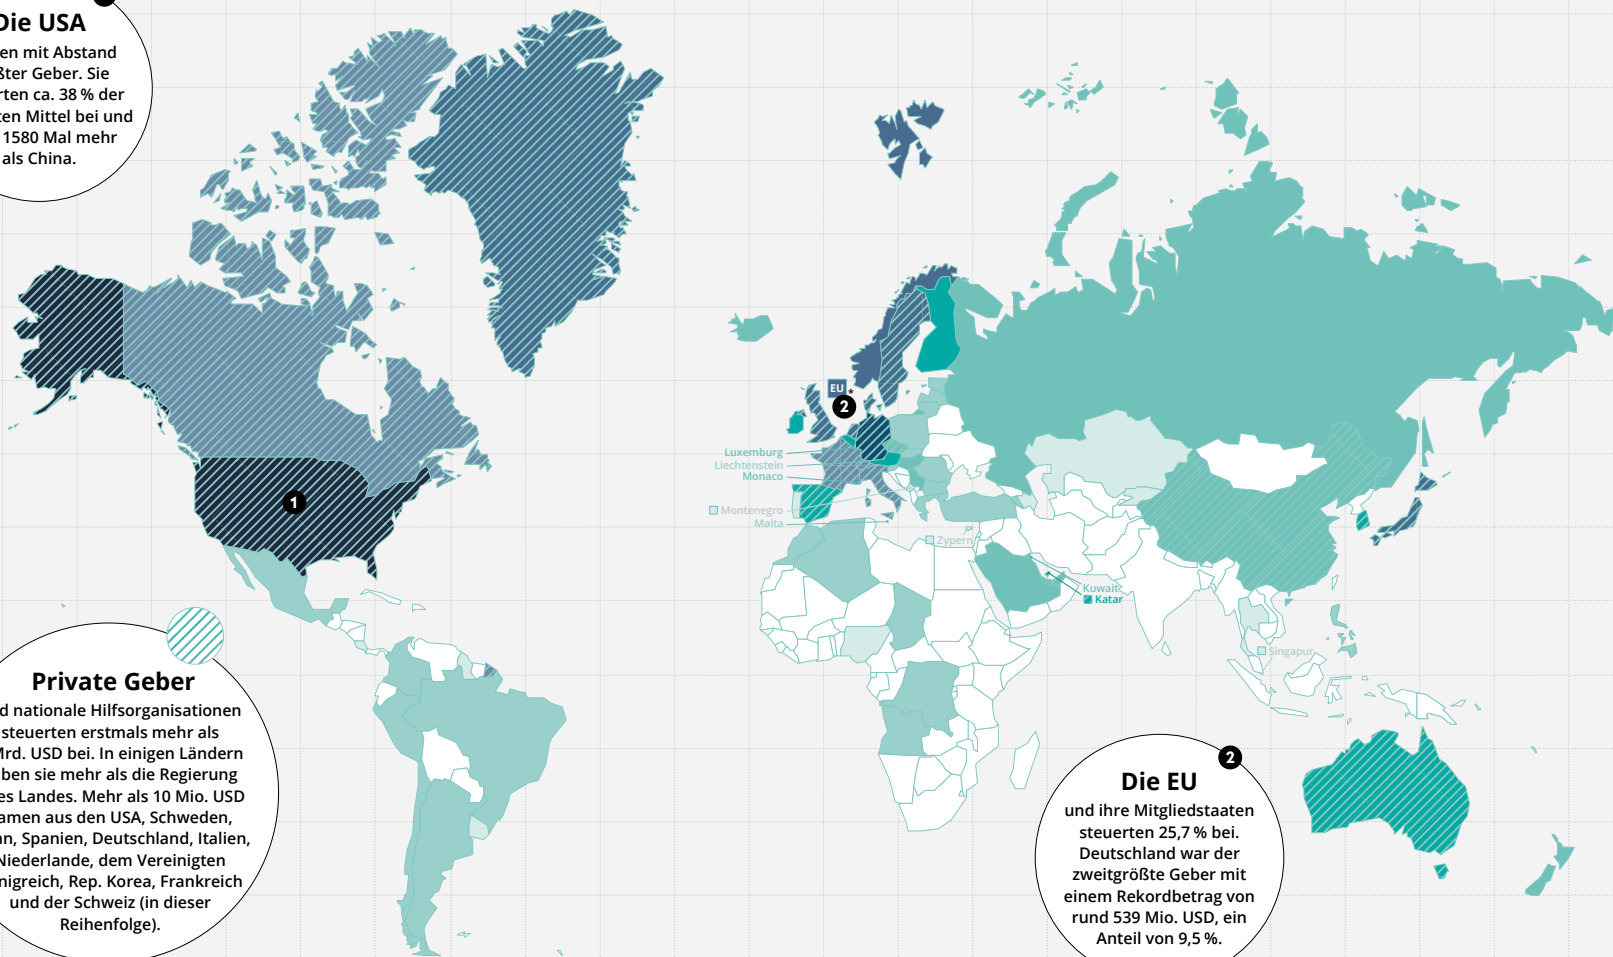 Die USA
en mit Abstand
ßter Geber. Sie
rten ca. 38 % der
ten Mittel bei und
1580 Mal mehr
als China.
1
EU
2
Luxemburg
Liechtenstein
Monaco
Montenegro
Malta
Zypern
Kuwait
Katar
Singapur
Private Geber
d nationale Hilfsorganisationen
steuerten erstmals mehr als
Mrd. USD bei. In einigen Ländern
ben sie mehr als die Regierung
es Landes. Mehr als 10 Mio. USD
amen aus den USA, Schweden,
an, Spanien, Deutschland, Italien,
Niederlande, dem Vereinigten
nigreich, Rep. Korea, Frankreich
und der Schweiz (in dieser
Reihenfolge).
2
Die EU
und ihre Mitgliedstaaten
steuerten 25,7 % bei.
Deutschland war der
zweitgrößte Geber mit
einem Rekordbetrag von
rund 539 Mio. USD, ein
Anteil von 9,5 %.